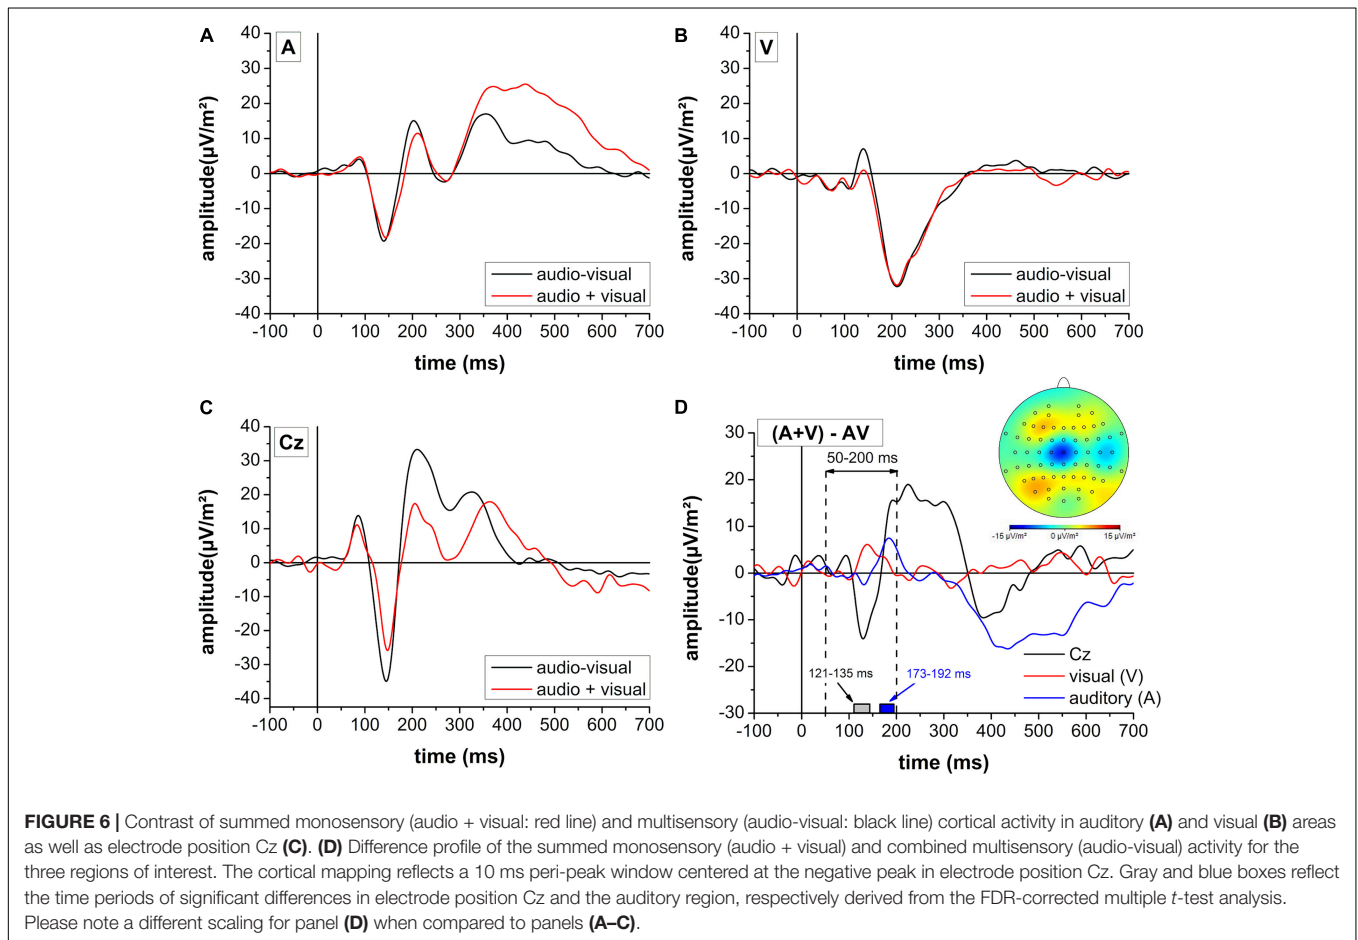 A
A
40
30
20
10
0
-10
-20
-30
-40
amplitude(µV/m²)
audio-visual
audio + visual
-100 0 100 200 300 400 500 600 700
time (ms)
B
V
40
30
20
10
0
-10
-20
-30
-40
amplitude(µV/m²)
audio-visual
audio + visual
-100 0 100 200 300 400 500 600 700
time (ms)
C
Cz
40
30
20
10
0
-10
-20
-30
-40
amplitude(µV/m²)
audio-visual
audio + visual
-100 0 100 200 300 400 500 600 700
time (ms)
D
(A+V) - AV
50-200 ms
30
20
10
0
-10
-20
-30
amplitude(µV/m²)
-15 µV/m² 0 µV/m² 15 µV/m²
121-135 ms
173-192 ms
Cz
visual (V)
auditory (A)
-100 0 100 200 300 400 500 600 700
time (ms)
FIGURE 6 | Contrast of summed monosensory (audio + visual: red line) and multisensory (audio-visual: black line) cortical activity in auditory (A) and visual (B) areas
as well as electrode position Cz (C). (D) Difference profile of the summed monosensory (audio + visual) and combined multisensory (audio-visual) activity for the
three regions of interest. The cortical mapping reflects a 10 ms peri-peak window centered at the negative peak in electrode position Cz. Gray and blue boxes reflect
the time periods of significant differences in electrode position Cz and the auditory region, respectively derived from the FDR-corrected multiple t-test analysis.
Please note a different scaling for panel (D) when compared to panels (A–C).